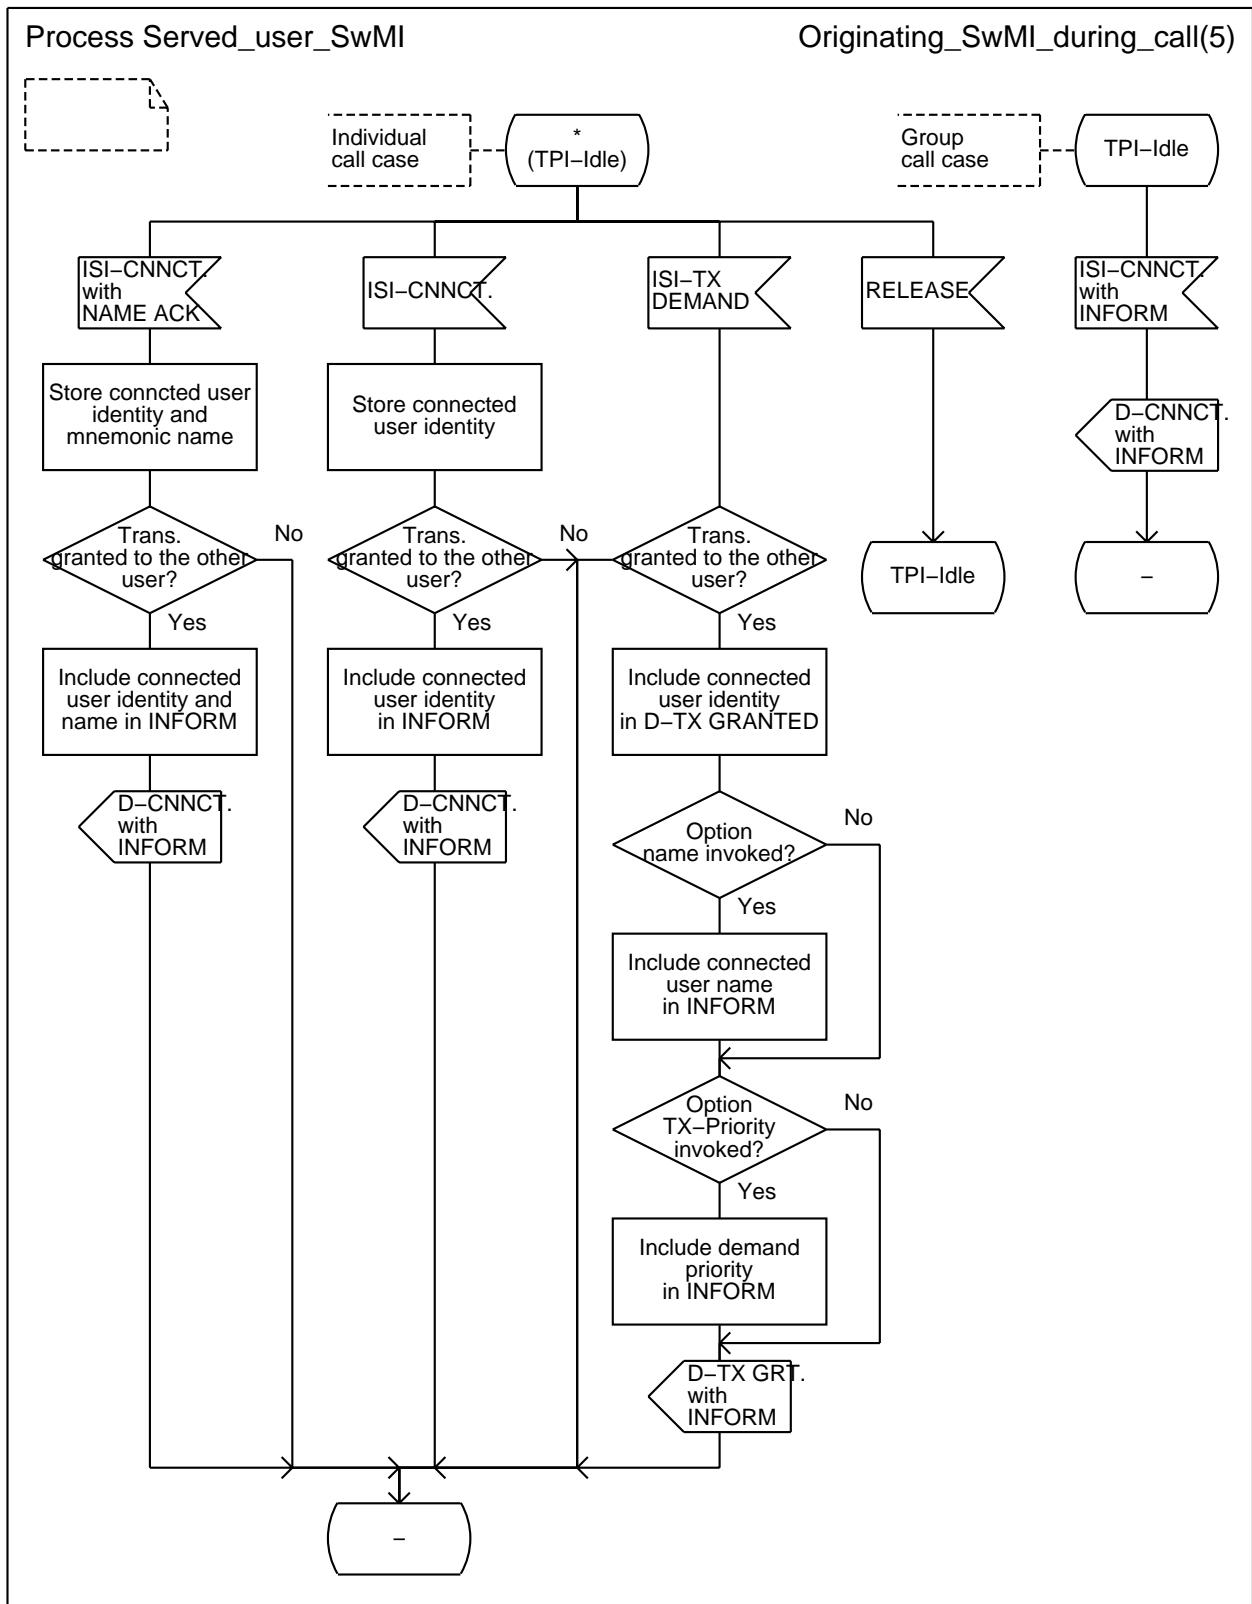 Process Served_user_SwMI
Originating_SwMI_during_call(5)
Individual
call case
*
(TPI−Idle)
Group
call case
TPI−Idle
ISI−CNNCT.
with
NAME ACK
ISI−CNNCT.
ISI−TX
DEMAND
RELEASE
ISI−CNNCT.
with
INFORM
Store conncted user
identity and
mnemonic name
Store connected
user identity
D−CNNCT.
with
INFORM
Trans.
granted to the other
user?
No
Yes
Trans.
granted to the other
user?
No
Yes
Trans.
granted to the other
user?
Yes
TPI−Idle
−
Include connected
user identity and
name in INFORM
Include connected
user identity
in INFORM
Include connected
user identity
in D−TX GRANTED
D−CNNCT.
with
INFORM
D−CNNCT.
with
INFORM
Option
name invoked?
No
Yes
Include connected
user name
in INFORM
Option
TX−Priority
invoked?
No
Yes
Include demand
priority
in INFORM
D−TX GRT.
with
INFORM
−